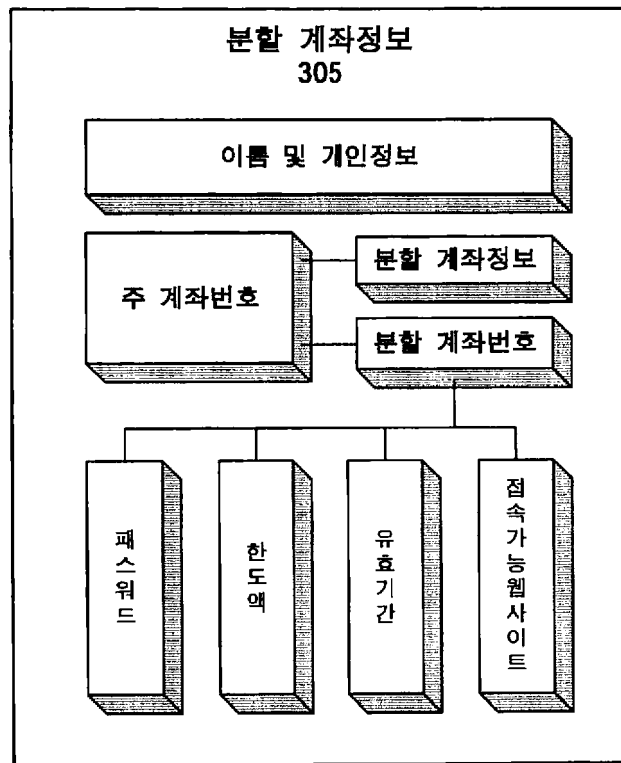 분할 계좌정보
305
이름 및 개인정보
주 계좌번호
분할 계좌정보
분할 계좌번호
패스워드
한도액
유효기간
접속가능웹사이트